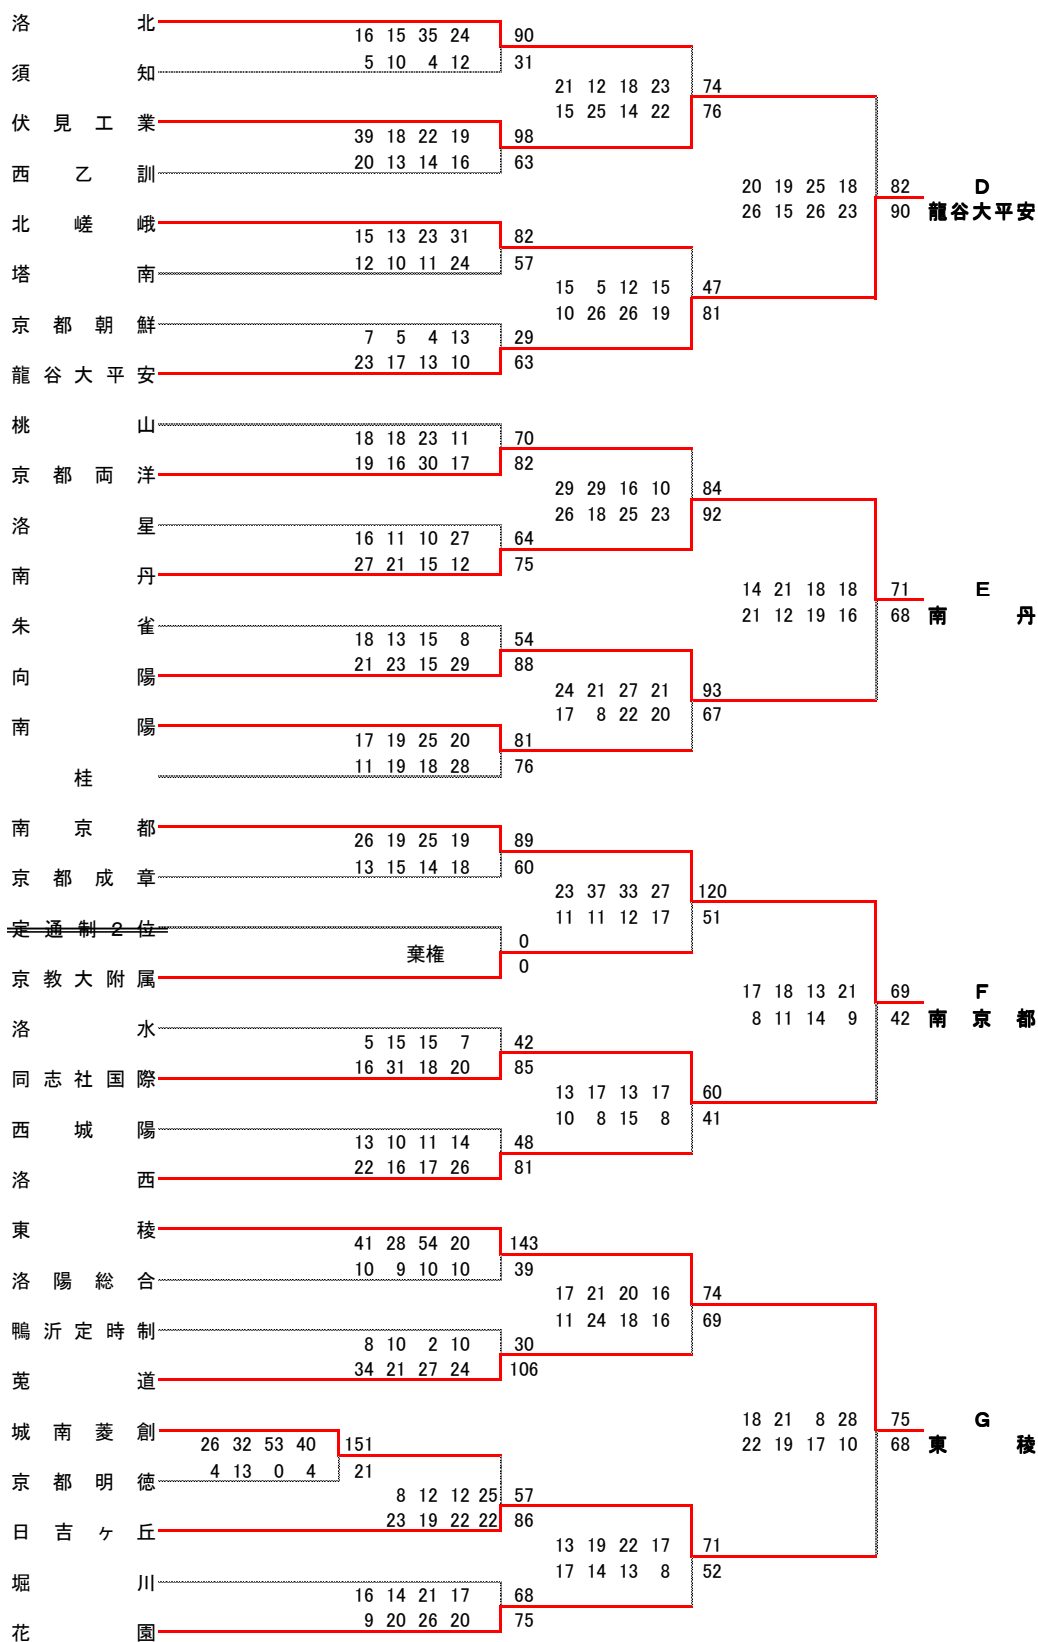 洛北
16 15 35 24 90
5 10 4 12 31
須知
21 12 18 23 74
15 25 14 22 76
伏見工業
39 18 22 19 98
20 13 14 16 63
西乙訓
20 19 25 18 82 D
26 15 26 23 90 龍谷大平安
北嵯峨
15 13 23 31 82
12 10 11 24 57
塔南
15 5 12 15 47
10 26 26 19 81
京都朝鮮
7 5 4 13 29
23 17 13 10 63
龍谷大平安
桃山
18 18 23 11 70
19 16 30 17 82
京都両洋
29 29 16 10 84
26 18 25 23 92
洛星
16 11 10 27 64
27 21 15 12 75
南丹
14 21 18 18 71 E
21 12 19 16 68 南丹
朱雀
18 13 15 8 54
21 23 15 29 88
向陽
24 21 27 21 93
17 8 22 20 67
南陽
17 19 25 20 81
11 19 18 28 76
桂
南京都
26 19 25 19 89
13 15 14 18 60
京都成章
23 37 33 27 120
11 11 12 17 51
定通制2位
棄権 0
0
京教大附属
17 18 13 21 69 F
8 11 14 9 42 南京都
洛水
5 15 15 7 42
16 31 18 20 85
同志社国際
13 17 13 17 60
10 8 15 8 41
西城陽
13 10 11 14 48
22 16 17 26 81
洛西
東稜
41 28 54 20 143
10 9 10 10 39
洛陽総合
17 21 20 16 74
11 24 18 16 69
鴨沂定時制
8 10 2 10 30
34 21 27 24 106
莵道
18 21 8 28 75 G
22 19 17 10 68 東稜
城南菱創
26 32 53 40 151
4 13 0 4 21
京都明徳
8 12 12 25 57
23 19 22 22 86
日吉ヶ丘
13 19 22 17 71
17 14 13 8 52
堀川
16 14 21 17 68
9 20 26 20 75
花園